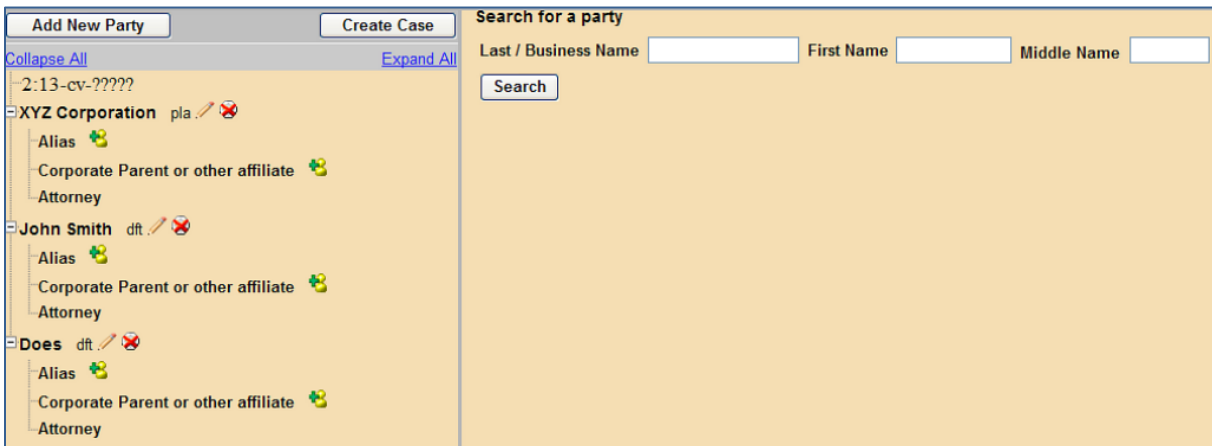 Add New Party Create Case
Collapse All Expand All
2:13-cv-?????
XYZ Corporation pla
Alias
Corporate Parent or other affiliate
Attorney
John Smith dft
Alias
Corporate Parent or other affiliate
Attorney
Does dft
Alias
Corporate Parent or other affiliate
Attorney
Search for a party
Last / Business Name First Name Middle Name
Search